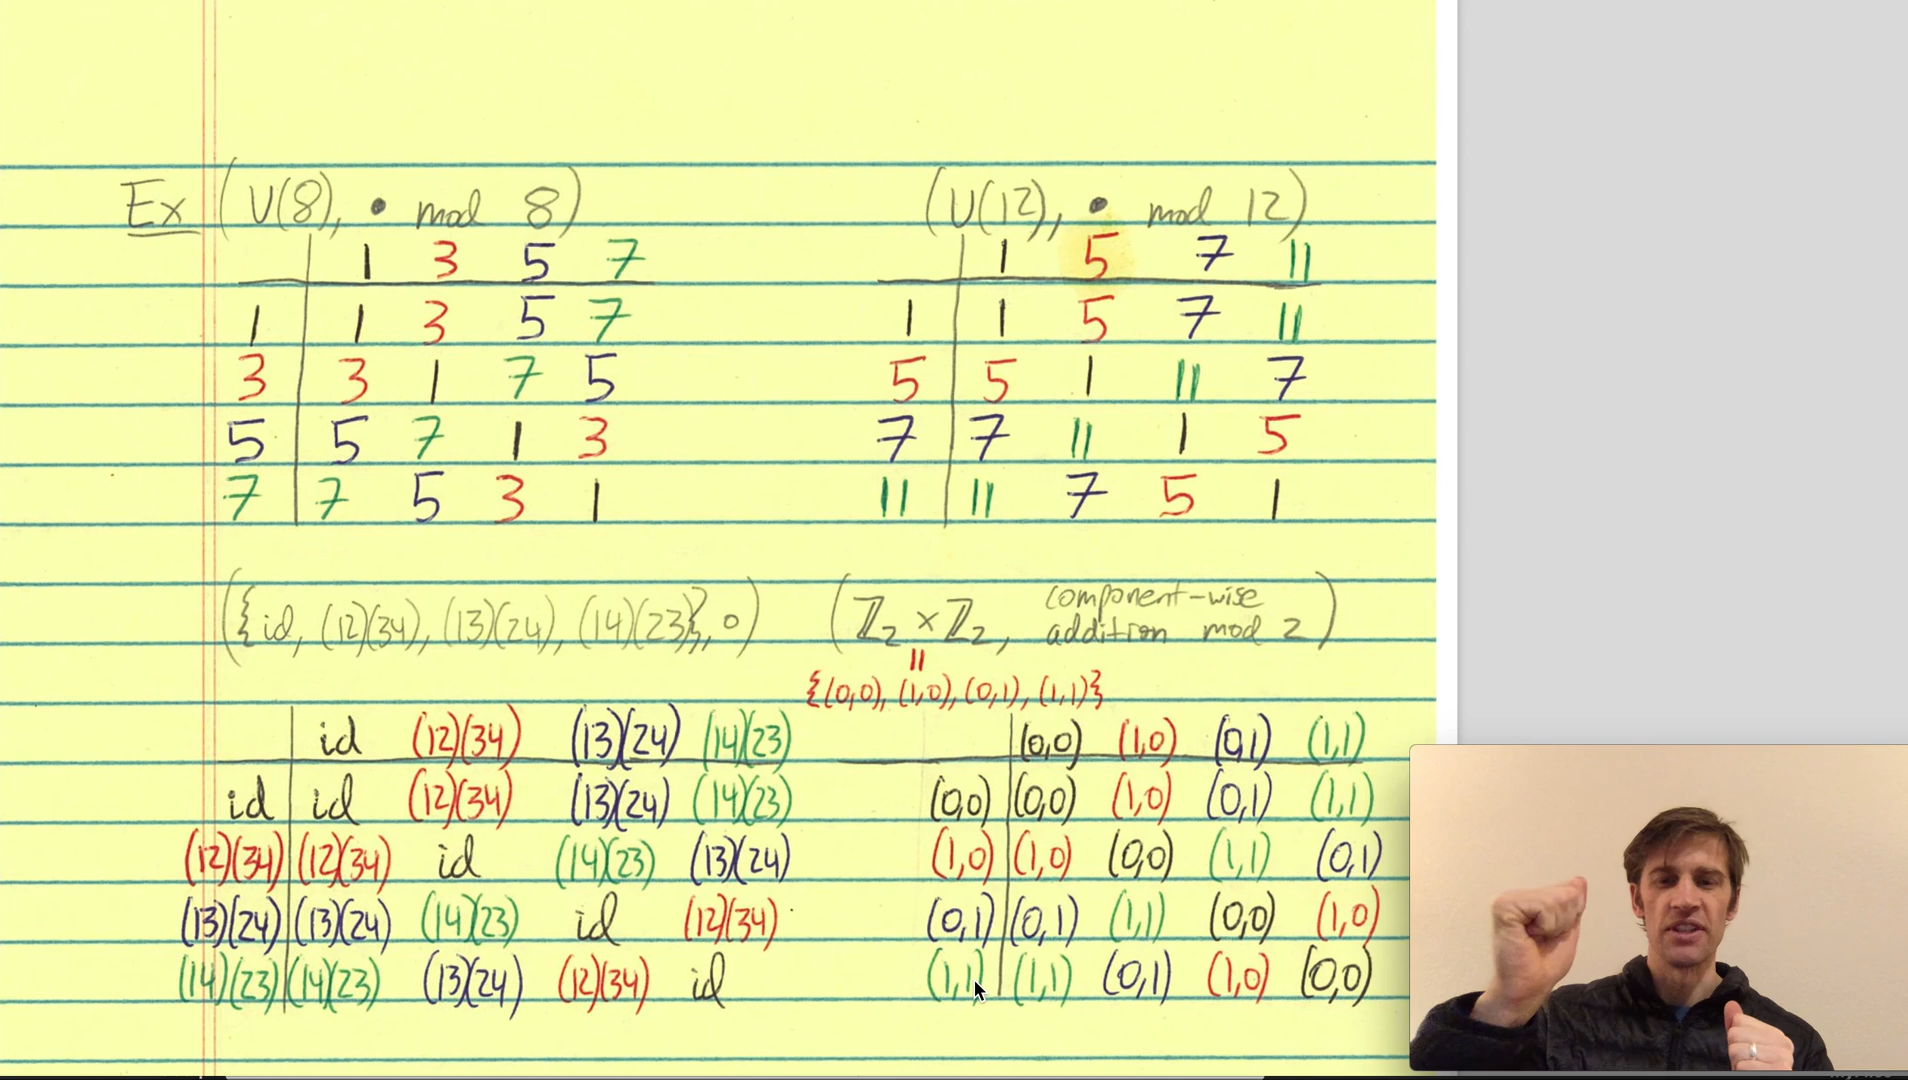 Ex (U(8), • mod 8)
1 3 5 7
1 1 3 5 7
3 3 1 7 5
5 5 7 1 3
7 7 5 3 1
(U(12), • mod 12)
1 5 7 11
1 1 5 7 11
5 5 1 11 7
7 7 11 1 5
11 11 7 5 1
({id, (12)(34), (13)(24), (14)(23)}, ∘)
id (12)(34) (13)(24) (14)(23)
id id (12)(34) (13)(24) (14)(23)
(12)(34) (12)(34) id (14)(23) (13)(24)
(13)(24) (13)(24) (14)(23) id (12)(34)
(14)(23) (14)(23) (13)(24) (12)(34) id
(ℤ₂ × ℤ₂, component-wise
addition mod 2)
=
{(0,0), (1,0), (0,1), (1,1)}
(0,0) (1,0) (0,1) (1,1)
(0,0) (0,0) (1,0) (0,1) (1,1)
(1,0) (1,0) (0,0) (1,1) (0,1)
(0,1) (0,1) (1,1) (0,0) (1,0)
(1,1) (1,1) (0,1) (1,0) (0,0)